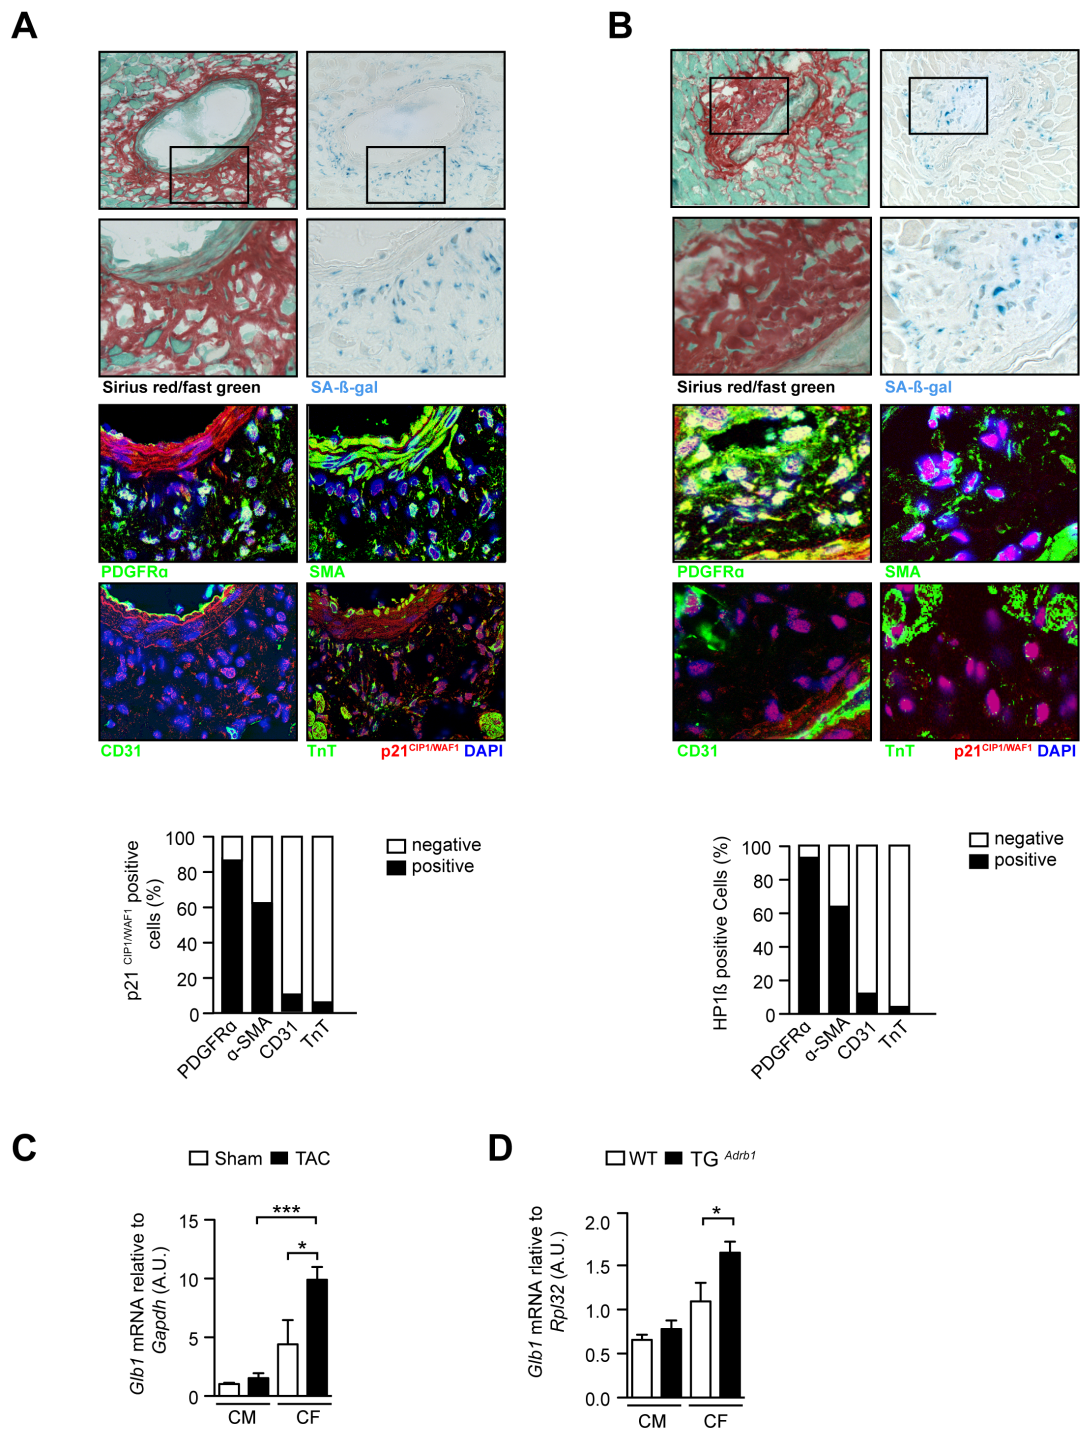 A
B
Sirius red/fast green
SA-ß-gal
Sirius red/fast green
SA-ß-gal
PDGFRα
SMA
PDGFRα
SMA
CD31
TnT
p21CIP1/WAF1 DAPI
CD31
TnT
p21CIP1/WAF1 DAPI
p21 CIP1/WAF1 positive
cells (%)
100
80
60
40
20
0
PDGFRα
α-SMA
CD31
TnT
negative
positive
HP1ß positive Cells (%)
100
80
60
40
20
0
PDGFRα
α-SMA
CD31
TnT
negative
positive
C
Sham
TAC
Glb1 mRNA relative to
Gapdh (A.U.)
15
10
5
0
***
*
CM
CF
D
WT
TG Adrb1
Glb1 mRNA rlative to
Rpl32 (A.U.)
2.0
1.5
1.0
0.5
0.0
*
CM
CF